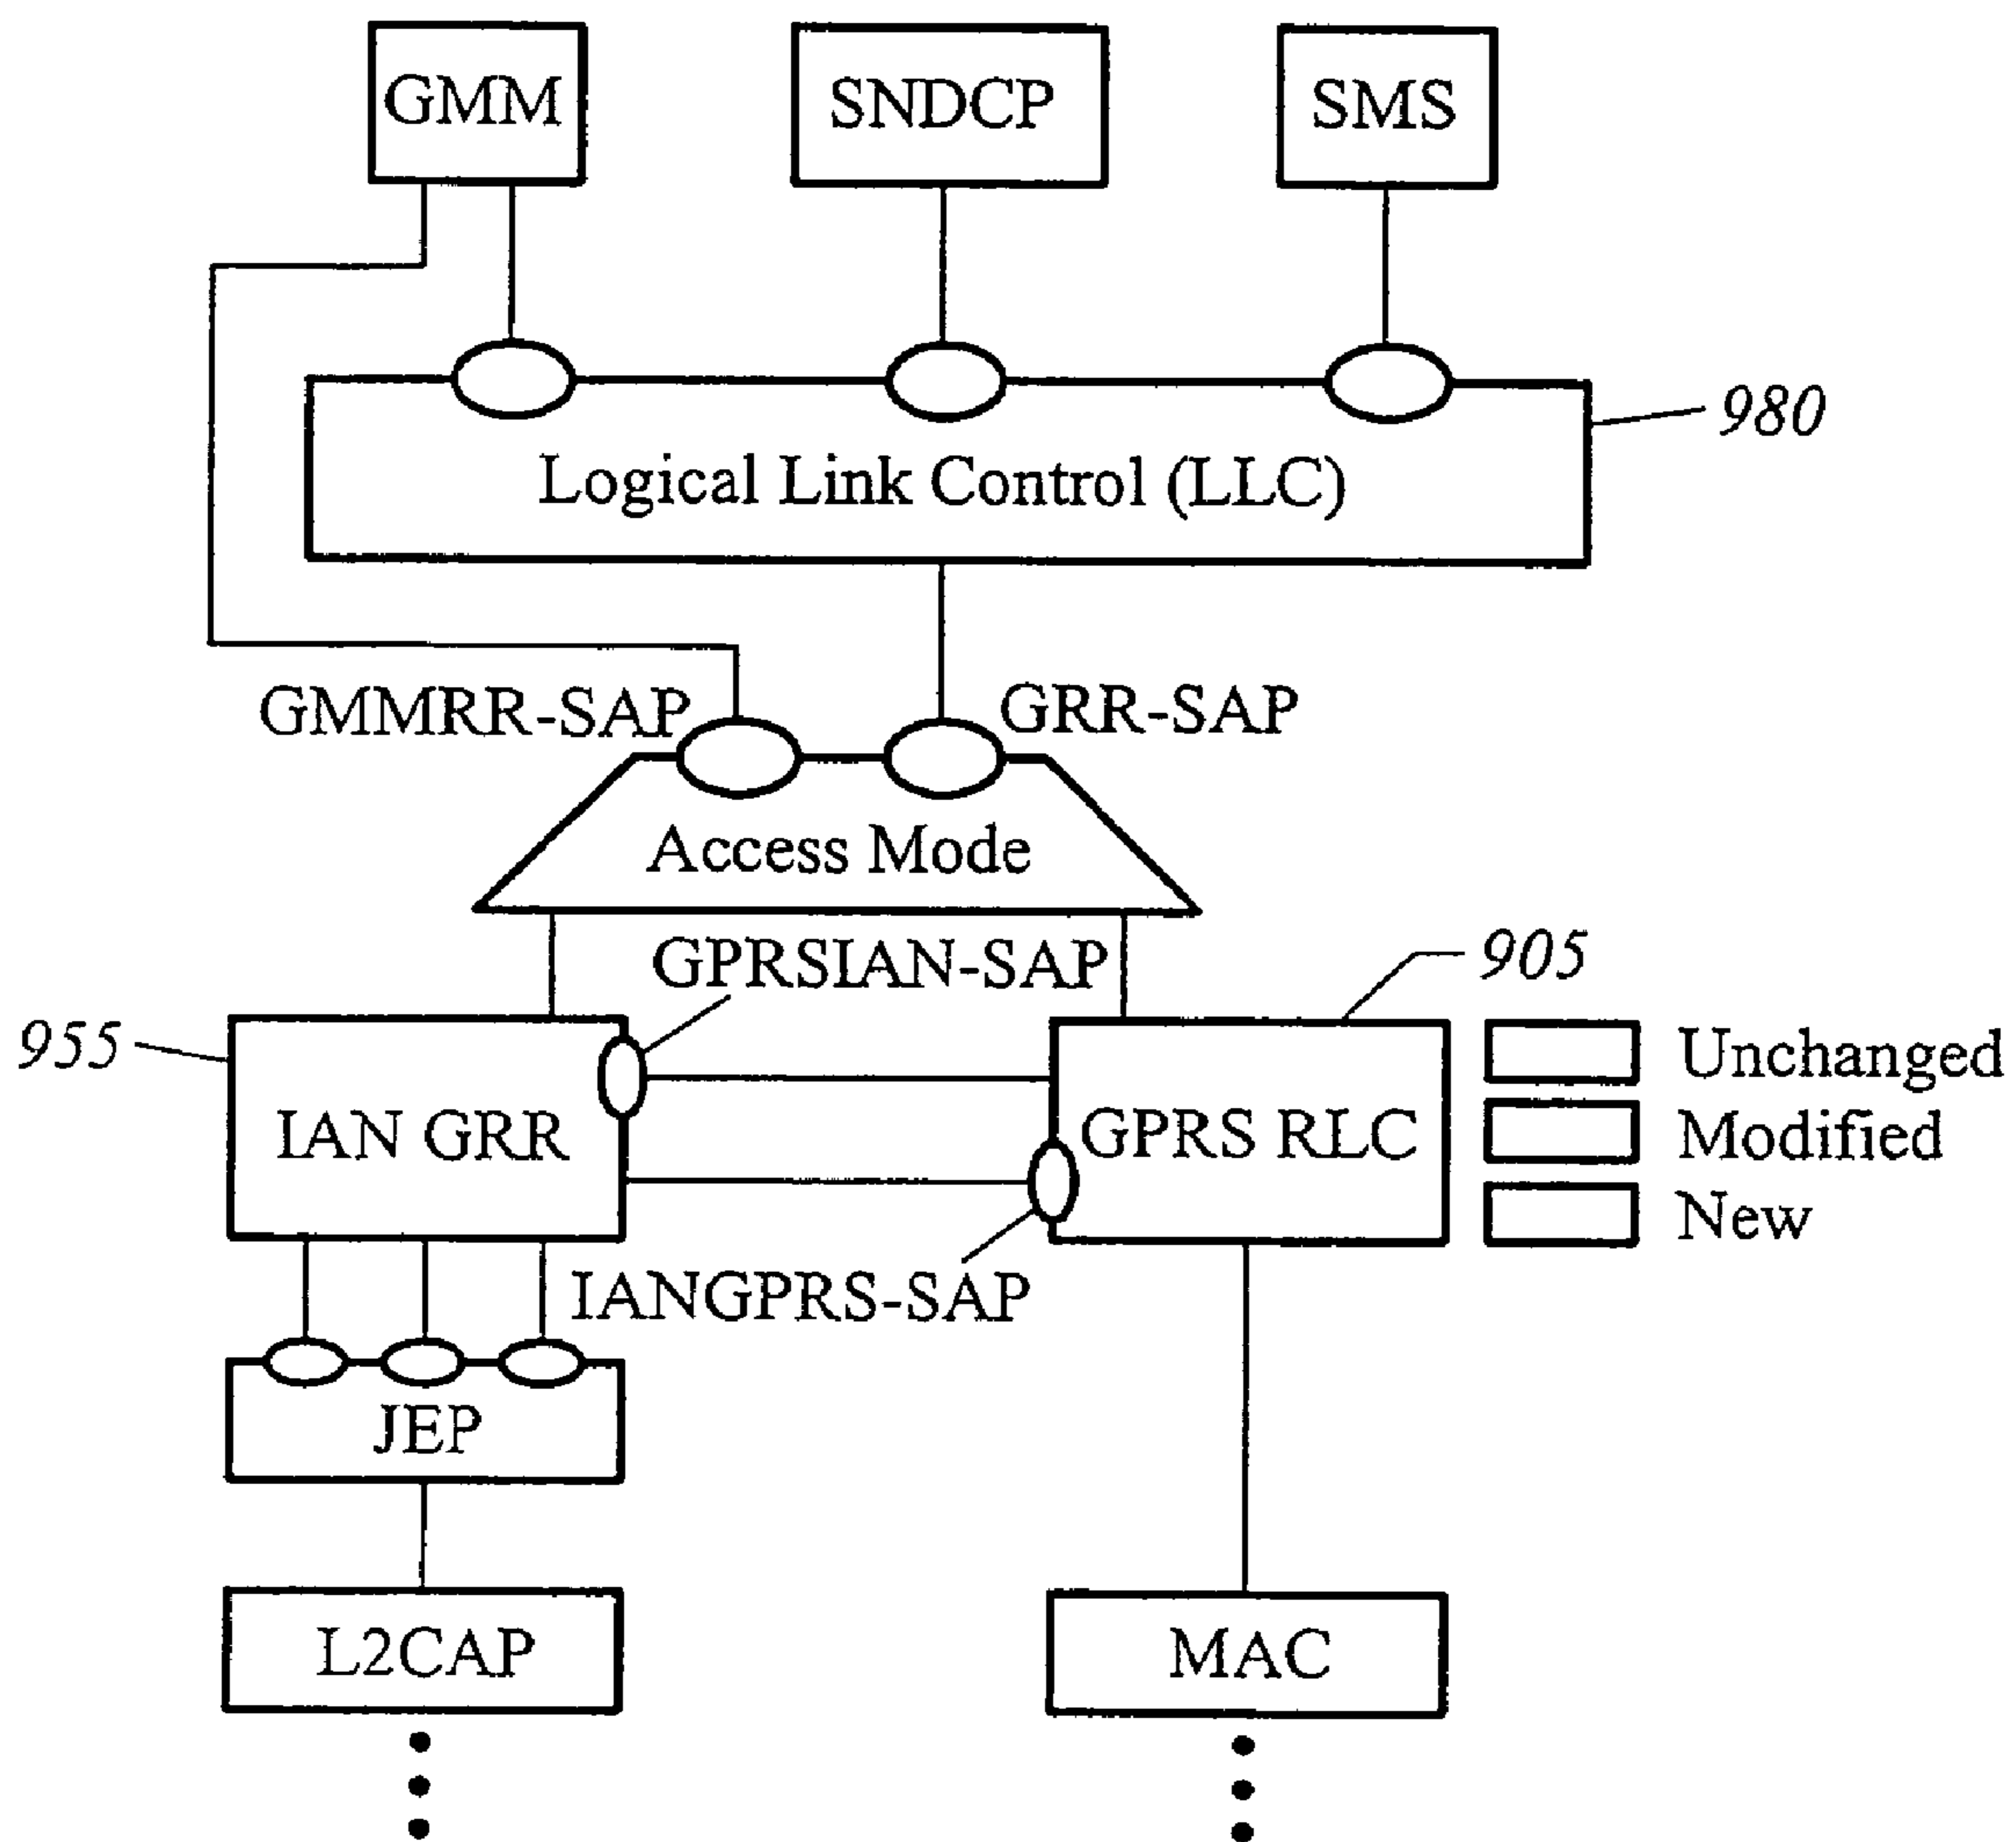 GMM
SNDCP
SMS
980
Logical Link Control (LLC)
GMMRR-SAP
GRR-SAP
Access Mode
GPRSIAN-SAP
905
955
Unchanged
IAN GRR
GPRS RLC
Modified
New
IANGPRS-SAP
JEP
L2CAP
MAC